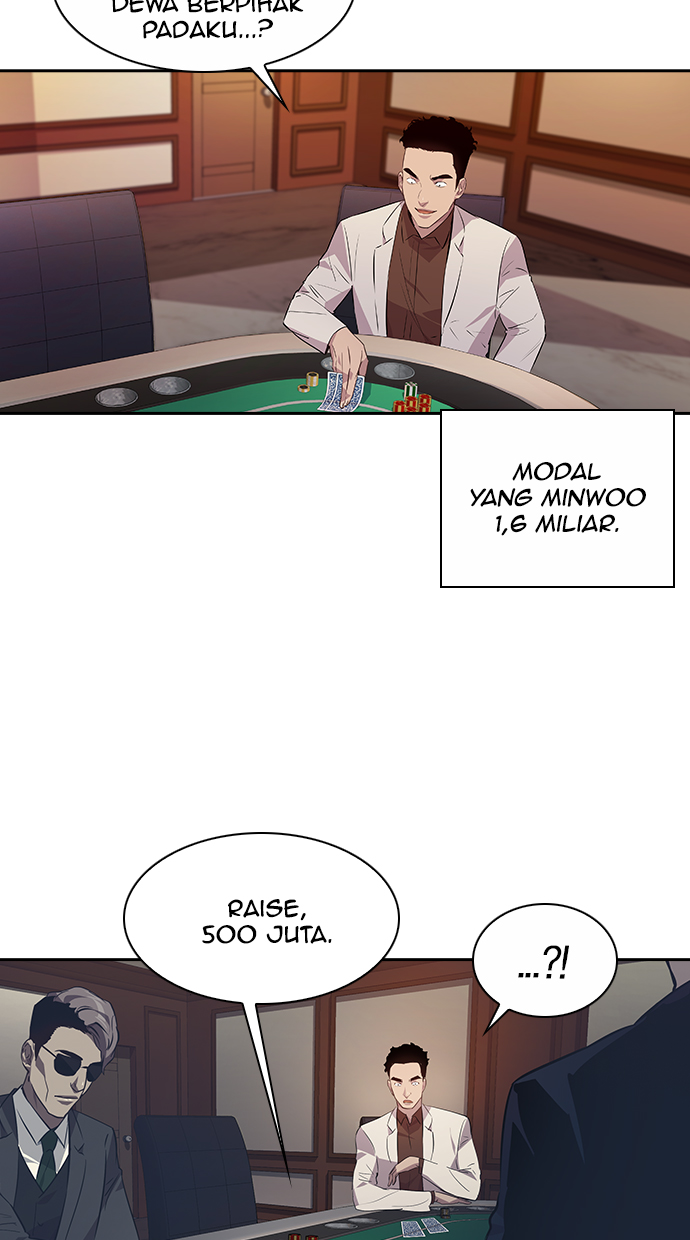 DEWA BERPIHAK
PADAKU...?
MODAL
YANG MINWOO
1,6 MILIAR.
RAISE,
500 JUTA.
...?!